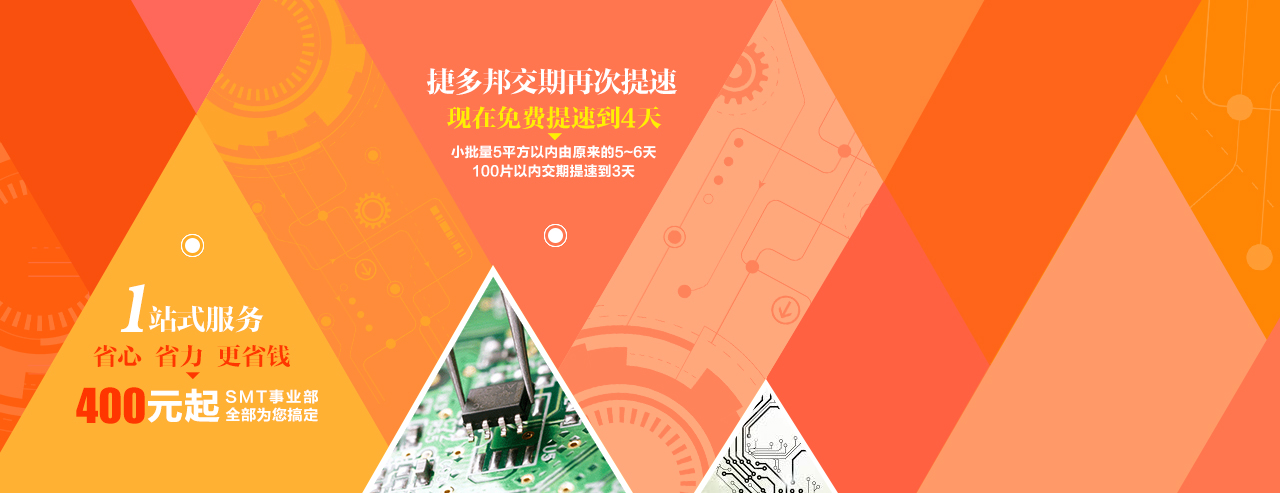 捷多邦交期再次提速
现在免费提速到4天
小批量5平方以内由原来的5~6天
100片以内交期提速到3天
1站式服务
省心 省力 更省钱
400元起
SMT事业部
全部为您搞定
U5